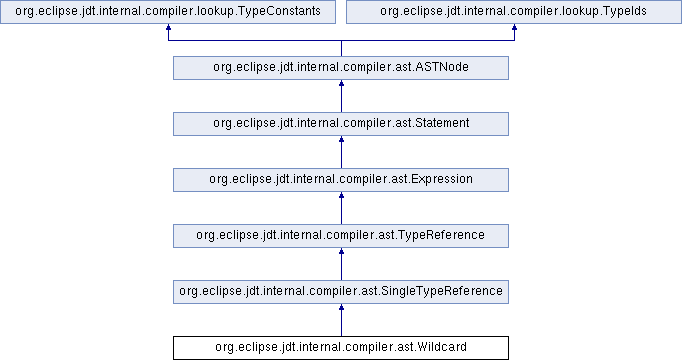 org.eclipse.jdt.internal.compiler.lookup.TypeConstants
org.eclipse.jdt.internal.compiler.lookup.TypeIds
org.eclipse.jdt.internal.compiler.ast.ASTNode
org.eclipse.jdt.internal.compiler.ast.Statement
org.eclipse.jdt.internal.compiler.ast.Expression
org.eclipse.jdt.internal.compiler.ast.TypeReference
org.eclipse.jdt.internal.compiler.ast.SingleTypeReference
org.eclipse.jdt.internal.compiler.ast.Wildcard